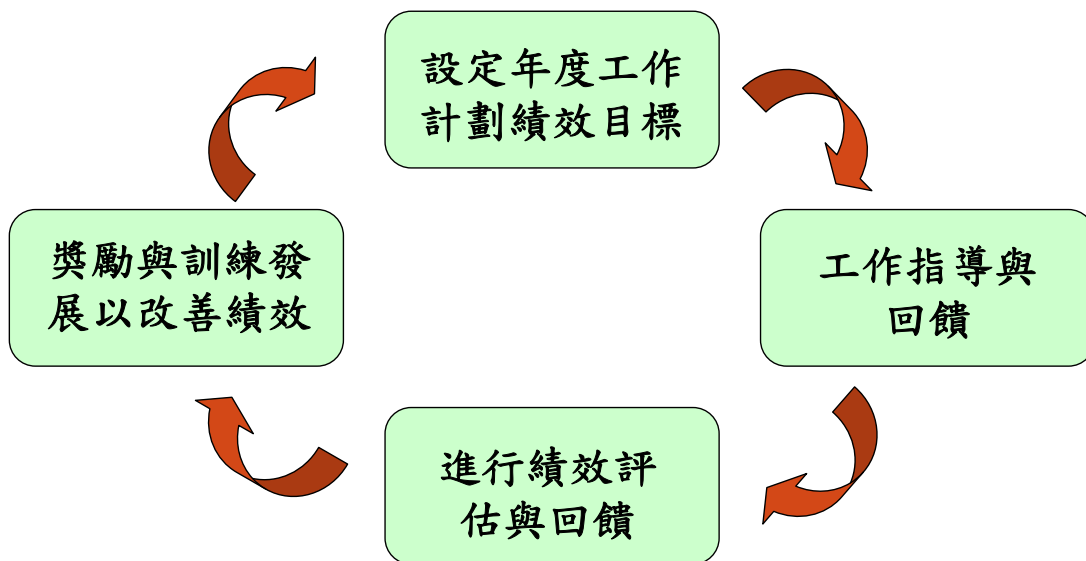 設定年度工作
計劃績效目標
獎勵與訓練發
展以改善績效
工作指導與
回饋
進行績效評
估與回饋